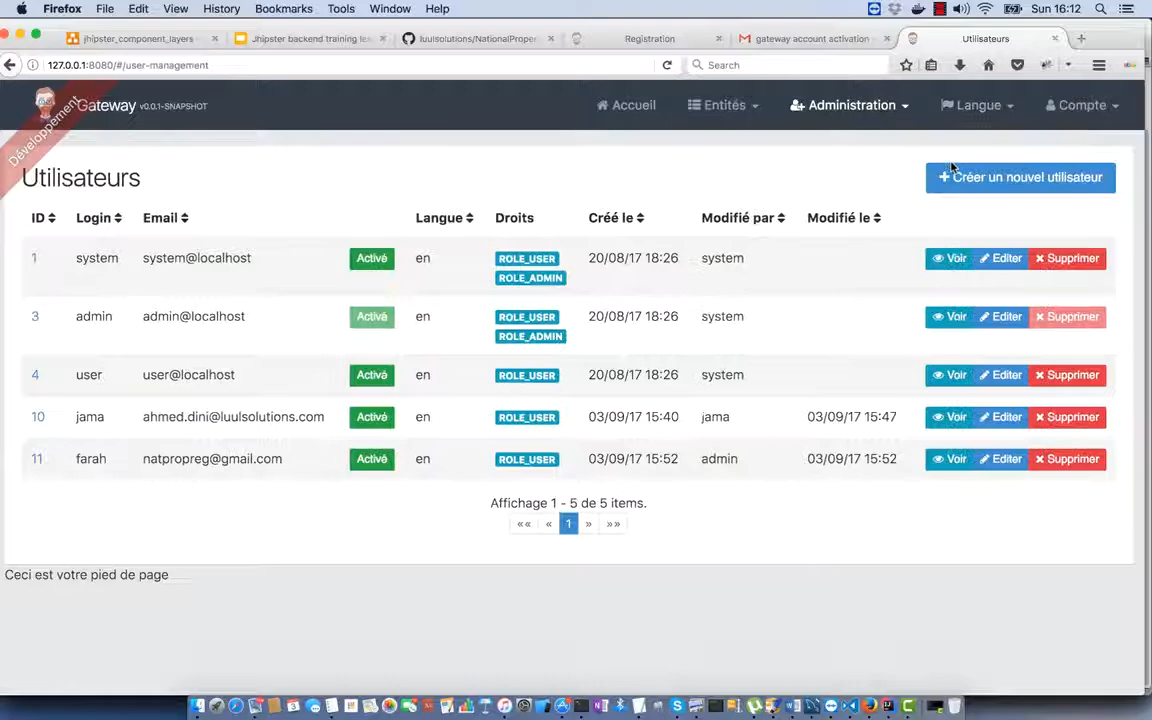 Firefox File Edit View History Bookmarks Tools Window Help Sun 16:12
jhipster_component_layers Jhipster backend training le luulsolutions/NationalPrope Registration gateway account activation Utilisateurs
127.0.0.1:8080/#/user-management Search
Développement
Gateway v0.0.1-SNAPSHOT Accueil Entités Administration Langue Compte
Utilisateurs + Créer un nouvel utilisateur
ID Login Email Langue Droits Créé le Modifié par Modifié le
1 system system@localhost Activé en ROLE_USER 20/08/17 18:26 system Voir Editer Supprimer
ROLE_ADMIN
3 admin admin@localhost Activé en ROLE_USER 20/08/17 18:26 system Voir Editer Supprimer
ROLE_ADMIN
4 user user@localhost Activé en ROLE_USER 20/08/17 18:26 system Voir Editer Supprimer
10 jama ahmed.dini@luulsolutions.com Activé en ROLE_USER 03/09/17 15:40 jama 03/09/17 15:47 Voir Editer Supprimer
11 farah natpropreg@gmail.com Activé en ROLE_USER 03/09/17 15:52 admin 03/09/17 15:52 Voir Editer Supprimer
Affichage 1 - 5 de 5 items.
«« « 1 » »»
Ceci est votre pied de page